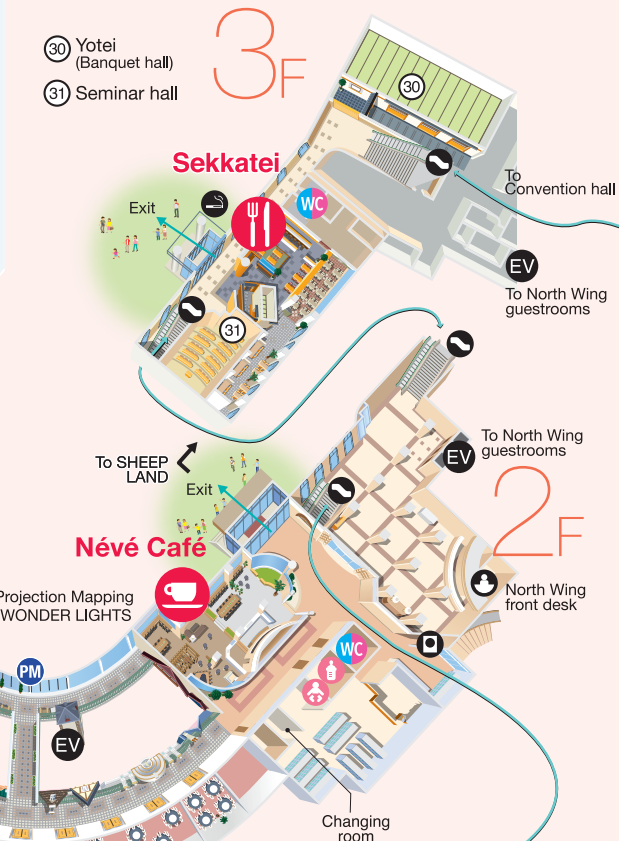 30 Yotei
(Banquet hall)
31 Seminar hall
3F
30
Sekkatei
To
Convention hall
WC
Exit
EV
To North Wing
guestrooms
31
To North Wing
guestrooms
EV
To SHEEP
LAND
Exit
2F
Névé Café
North Wing
front desk
Projection Mapping
WONDER LIGHTS
WC
PM
EV
Changing
room